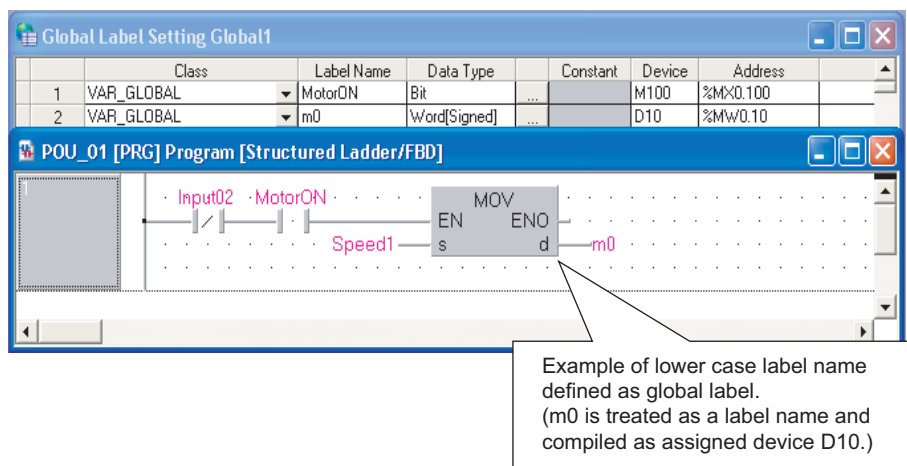 Global Label Setting Global1
Class Label Name Data Type Constant Device Address
1 VAR_GLOBAL MotorON Bit ... M100 %MX0.100
2 VAR_GLOBAL m0 Word[Signed] ... D10 %MW0.10
POU_01 [PRG] Program [Structured Ladder/FBD]
1
Input02 MotorON MOV
EN ENO
Speed1 s d m0
Example of lower case label name
defined as global label.
(m0 is treated as a label name and
compiled as assigned device D10.)